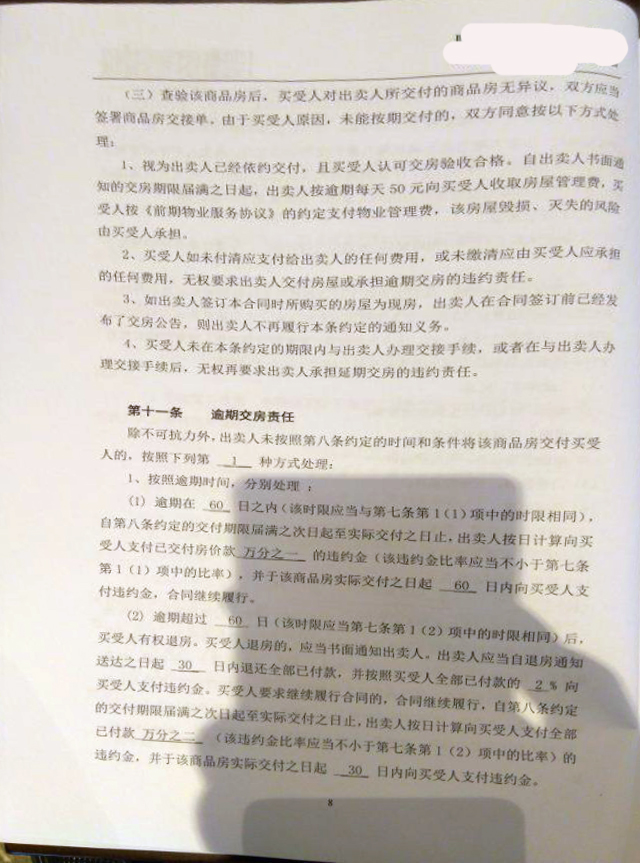 (三)查验该商品房后，买受人对出卖人所交付的商品房无异议，双方应当
签署商品房交接单。由于买受人原因，未能按期交付的，双方同意按以下方式处
理：
1、视为出卖人已经依约交付，且买受人认可交房验收合格。自出卖人书面通
知的交房期限届满之日起，出卖人按逾期每天 50 元向买受人收取房屋管理费，买
受人按《前期物业服务协议》的约定支付物业管理费，该房屋毁损、灭失的风险
由买受人承担。
2、买受人如未付清应支付给出卖人的任何费用，或未缴清应由买受人应承担
的任何费用，无权要求出卖人交付房屋或承担逾期交房的违约责任。
3、如出卖人签订本合同时所购买的房屋为现房，出卖人在合同签订前已经发
布了交房公告，则出卖人不再履行本条约定的通知义务。
4、买受人未在本条约定的期限内与出卖人办理交接手续，或者在与出卖人办
理交接手续后，无权再要求出卖人承担延期交房的违约责任。
第十一条 逾期交房责任
除不可抗力外，出卖人未按照第八条约定的时间和条件将该商品房交付买受
人的，按照下列第 1 种方式处理：
1、按照逾期时间，分别处理；
(1) 逾期在 60 日之内(该时限应当与第七条第1(1)项中的时限相同)，
自第八条约定的交付期限届满之次日起至实际交付之日止，出卖人按日计算向买
受人支付已交付房价款 万分之一 的违约金(该违约金比率应当不小于第七条
第1(1)项中的比率)，并于该商品房实际交付之日起 60 日内向买受人支
付违约金，合同继续履行。
(2) 逾期超过 60 日(该时限应当第七条第1(2)项中的时限相同)后，
买受人有权退房。买受人退房的，应当书面通知出卖人。出卖人应当自退房通知
送达之日起 30 日内退还全部已付款，并按照买受人全部已付款的 2 % 向
买受人支付违约金。买受人要求继续履行合同的，合同继续履行，自第八条约定
的交付期限届满之次日起至实际交付之日止，出卖人按日计算向买受人支付全部
已付款 万分之一 (该违约金比率应当不小于第七条第1(2)项中的比率)的
违约金，并于该商品房实际交付之日起 30 日内向买受人支付违约金。
8